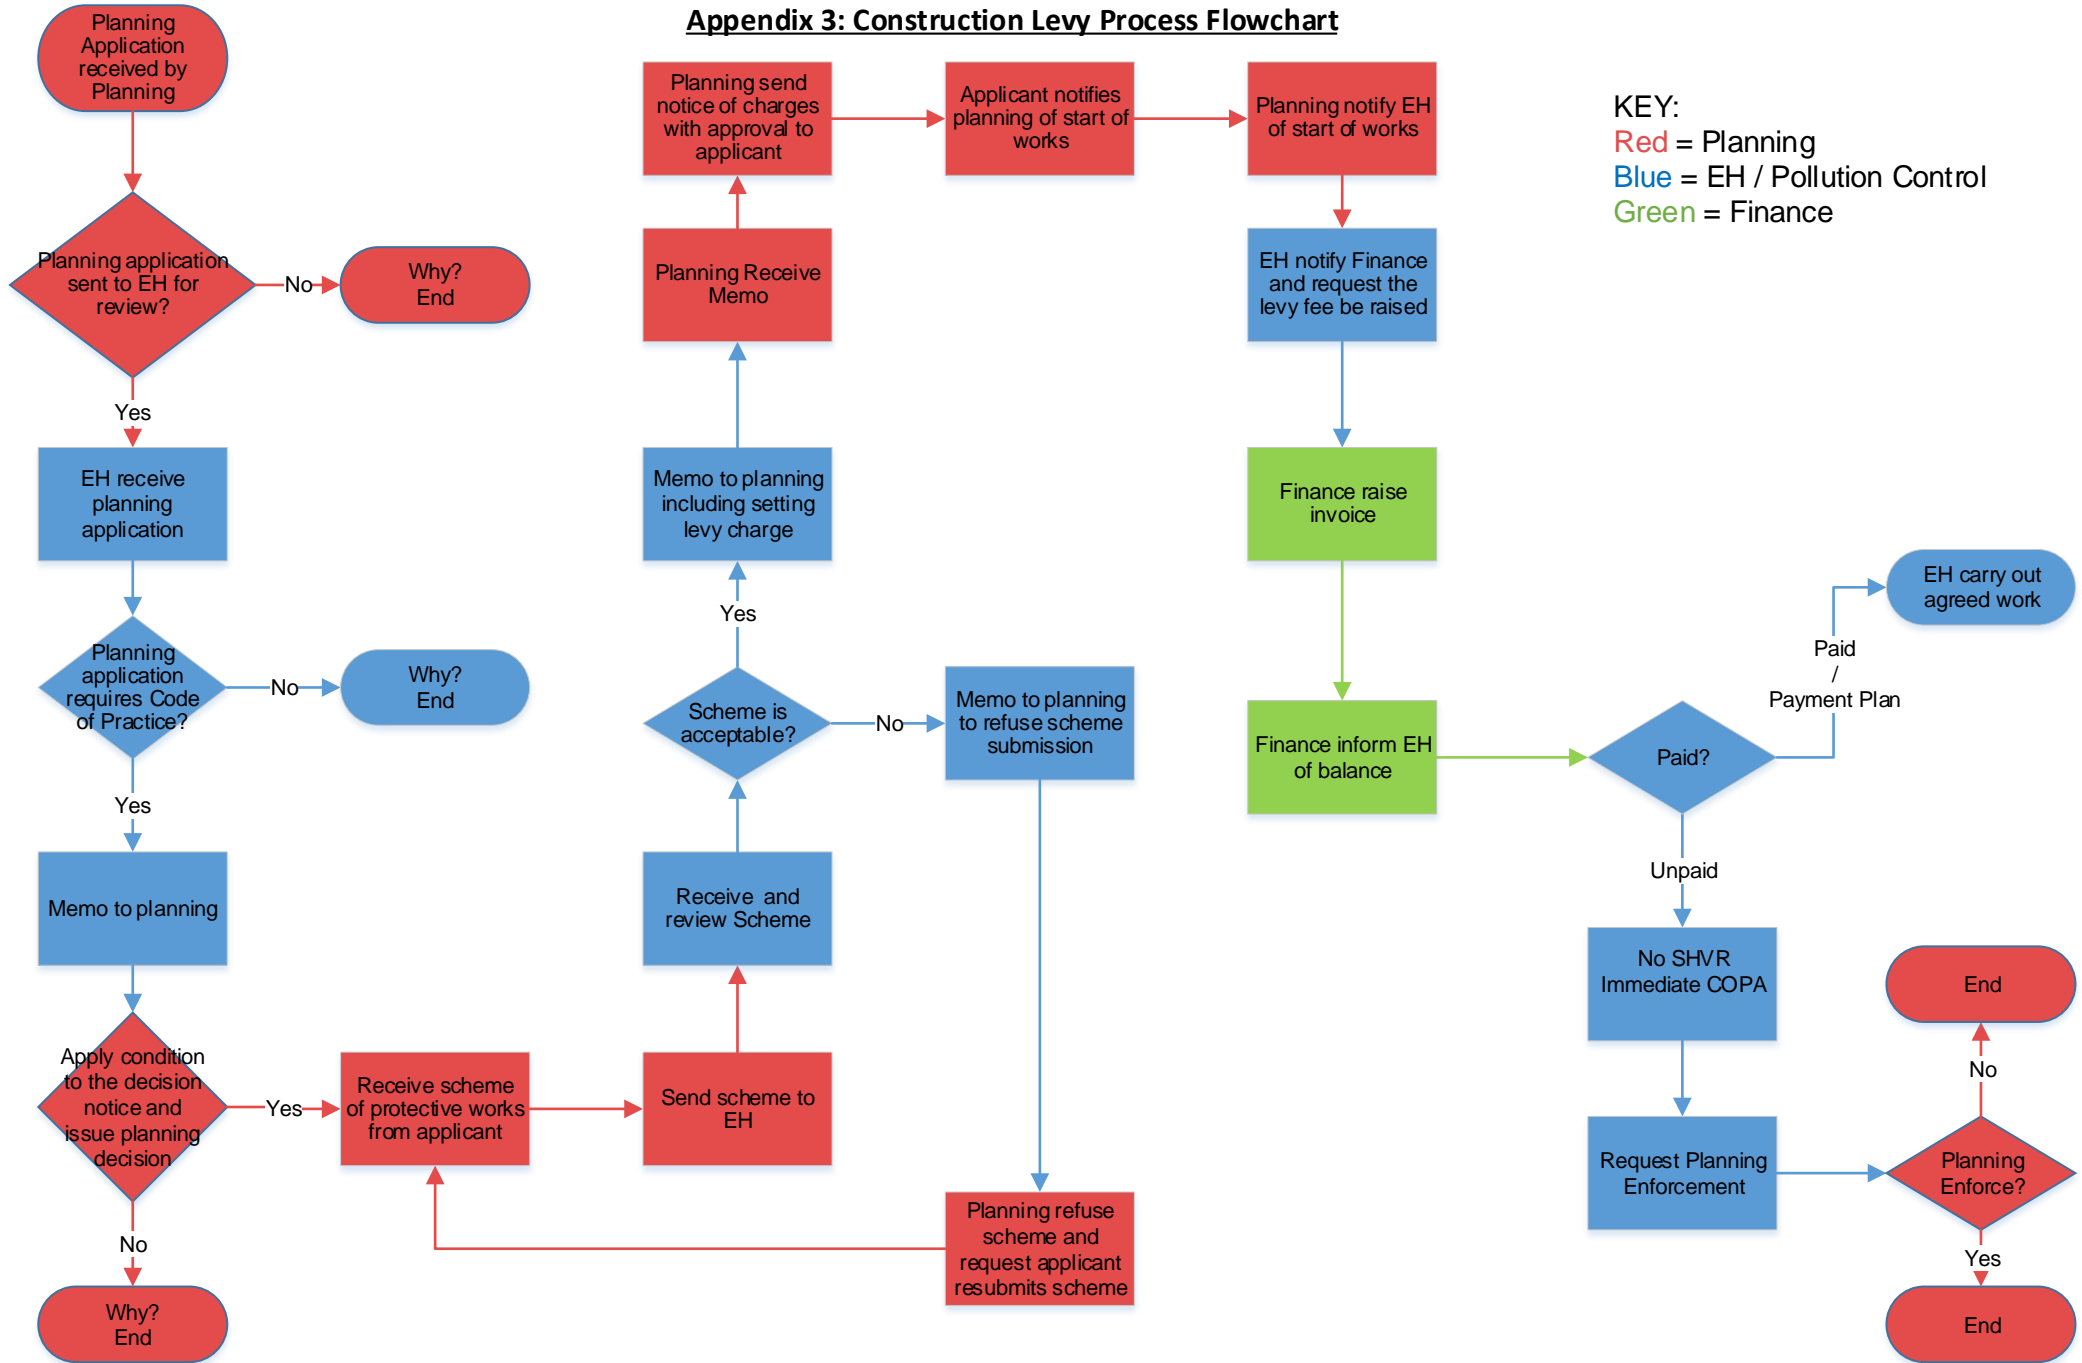 Appendix 3: Construction Levy Process Flowchart
Planning
Application
received by
Planning
Planning application
sent to EH for
review?
No
Why?
End
Yes
EH receive
planning
application
Planning
application
requires Code
of Practice?
No
Why?
End
Yes
Memo to planning
Apply condition
to the decision
notice and
issue planning
decision
No
Why?
End
Yes
Receive scheme
of protective works
from applicant
Send scheme to
EH
Receive and
review Scheme
Scheme is
acceptable?
No
Memo to planning
to refuse scheme
submission
Planning refuse
scheme and
request applicant
resubmits scheme
Yes
Memo to planning
including setting
levy charge
Planning Receive
Memo
Planning send
notice of charges
with approval to
applicant
Applicant notifies
planning of start of
works
Planning notify EH
of start of works
EH notify Finance
and request the
levy fee be raised
Finance raise
invoice
Finance inform EH
of balance
Paid?
Paid
/
Payment Plan
EH carry out
agreed work
Unpaid
No SHVR
Immediate COPA
Request Planning
Enforcement
Planning
Enforce?
No
End
Yes
End
KEY:
Red = Planning
Blue = EH / Pollution Control
Green = Finance